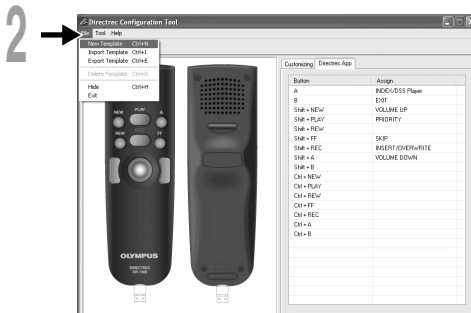 2
Directrec Configuration Tool
File Tool Help
New Template Ctrl+N
Import Template Ctrl+I
Export Template Ctrl+E
Delete Template Ctrl+D
Hide Ctrl+H
Exit
Customizing Directrec App
Button Assign
A INDEX/DSS Player
B EXIT
Shift + NEW VOLUME UP
Shift + PLAY PRIORITY
Shift + REW
Shift + FF SKIP
Shift + REC INSERT/OVERWRITE
Shift + A VOLUME DOWN
Shift + B
Ctrl + NEW
Ctrl + PLAY
Ctrl + REW
Ctrl + FF
Ctrl + REC
Ctrl + A
Ctrl + B
NEW PLAY A
NEW FF
OLYMPUS
DIRECTREC